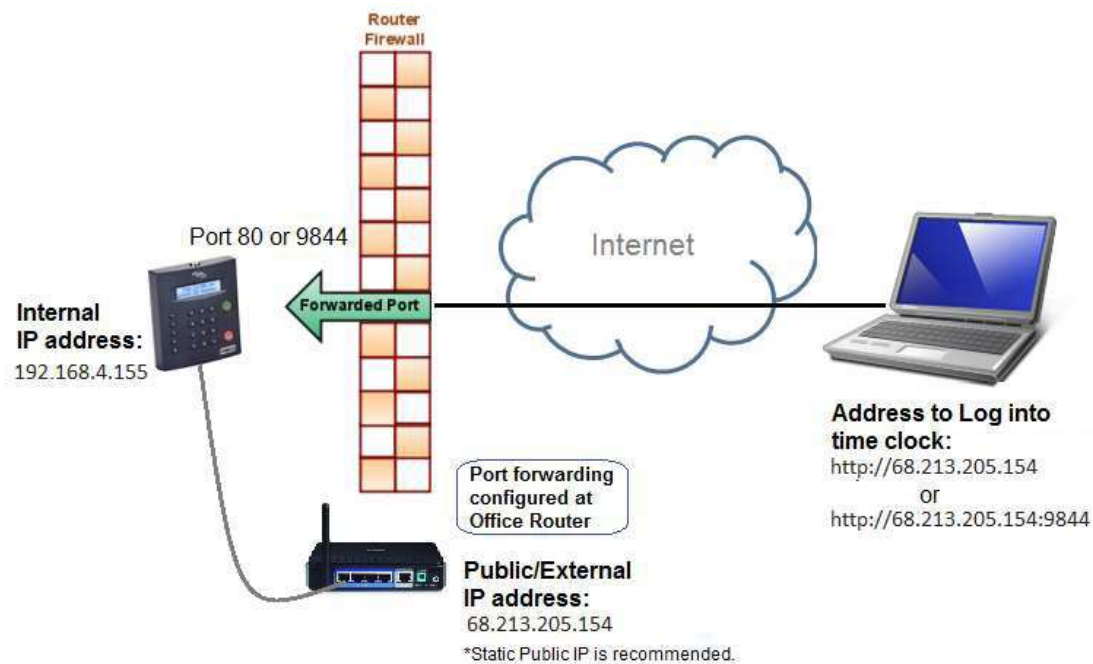 Router
Firewall
Port 80 or 9844
Internet
Forwarded Port
Internal
IP address:
192.168.4.155
Address to Log into
time clock:
http://68.213.205.154
or
http://68.213.205.154:9844
Port forwarding
configured at
Office Router
Public/External
IP address:
68.213.205.154
*Static Public IP is recommended.